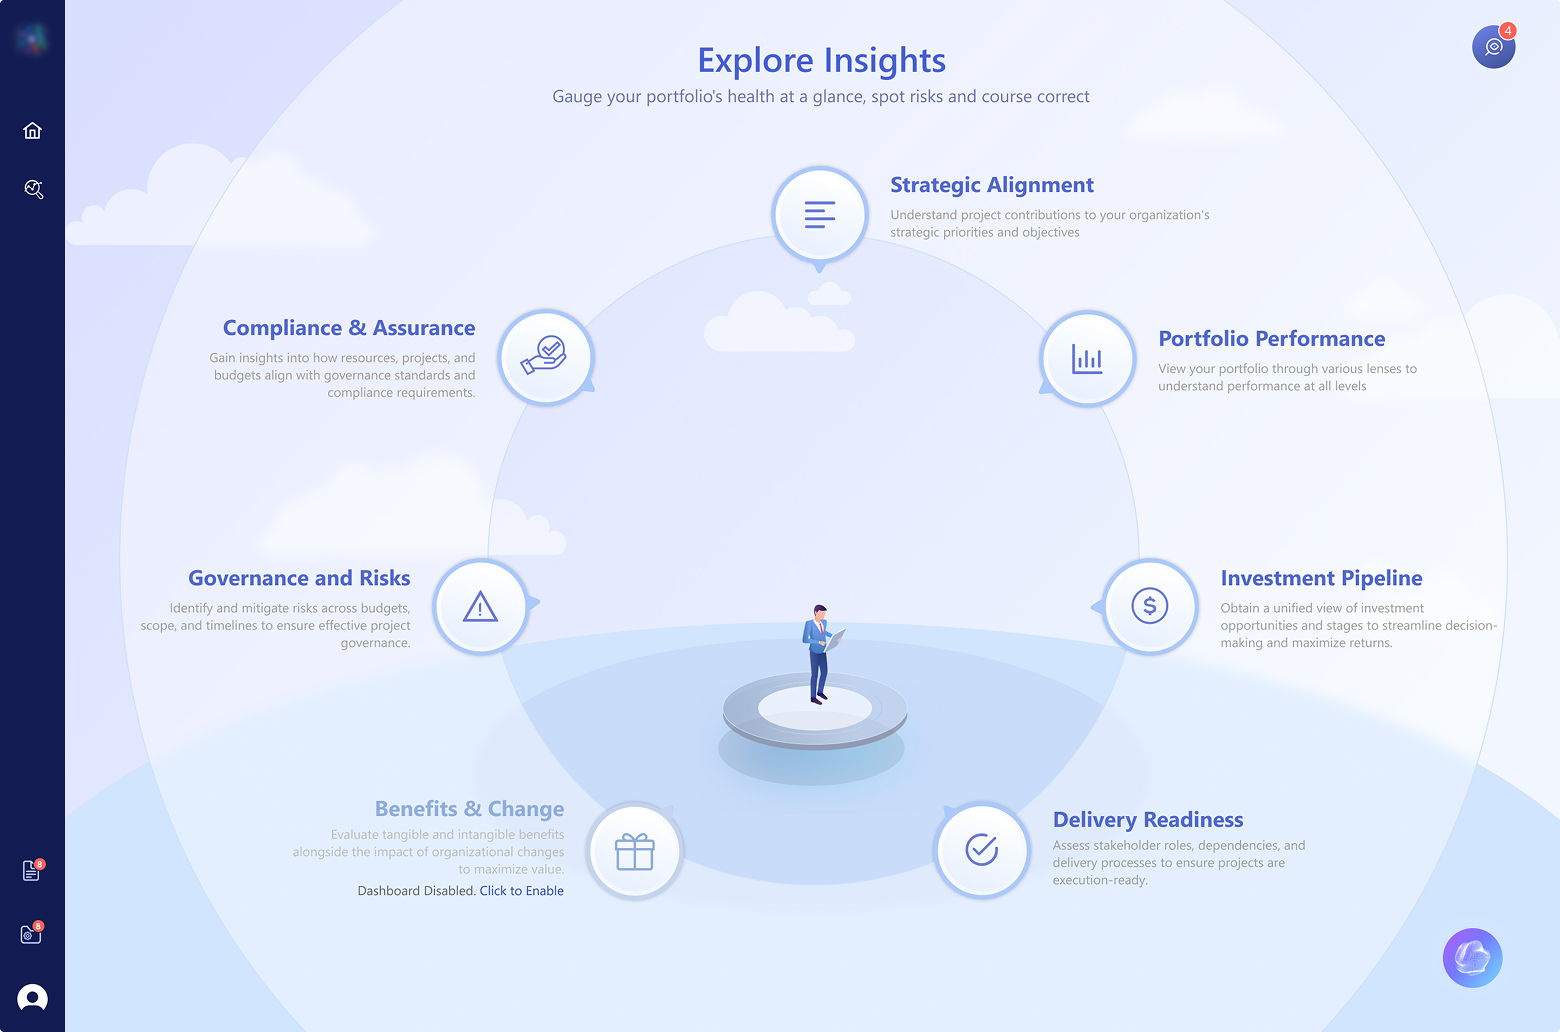 Explore Insights
Gauge your portfolio's health at a glance, spot risks and course correct
4
Strategic Alignment
Understand project contributions to your organization's
strategic priorities and objectives
Compliance & Assurance
Gain insights into how resources, projects, and
budgets align with governance standards and
compliance requirements.
Portfolio Performance
View your portfolio through various lenses to
understand performance at all levels
Governance and Risks
Identify and mitigate risks across budgets,
scope, and timelines to ensure effective project
governance.
Investment Pipeline
Obtain a unified view of investment
opportunities and stages to streamline decision-
making and maximize returns.
Benefits & Change
Evaluate tangible and intangible benefits
alongside the impact of organizational changes
to maximize value.
Dashboard Disabled. Click to Enable
Delivery Readiness
Assess stakeholder roles, dependencies, and
delivery processes to ensure projects are
execution-ready.
8
8